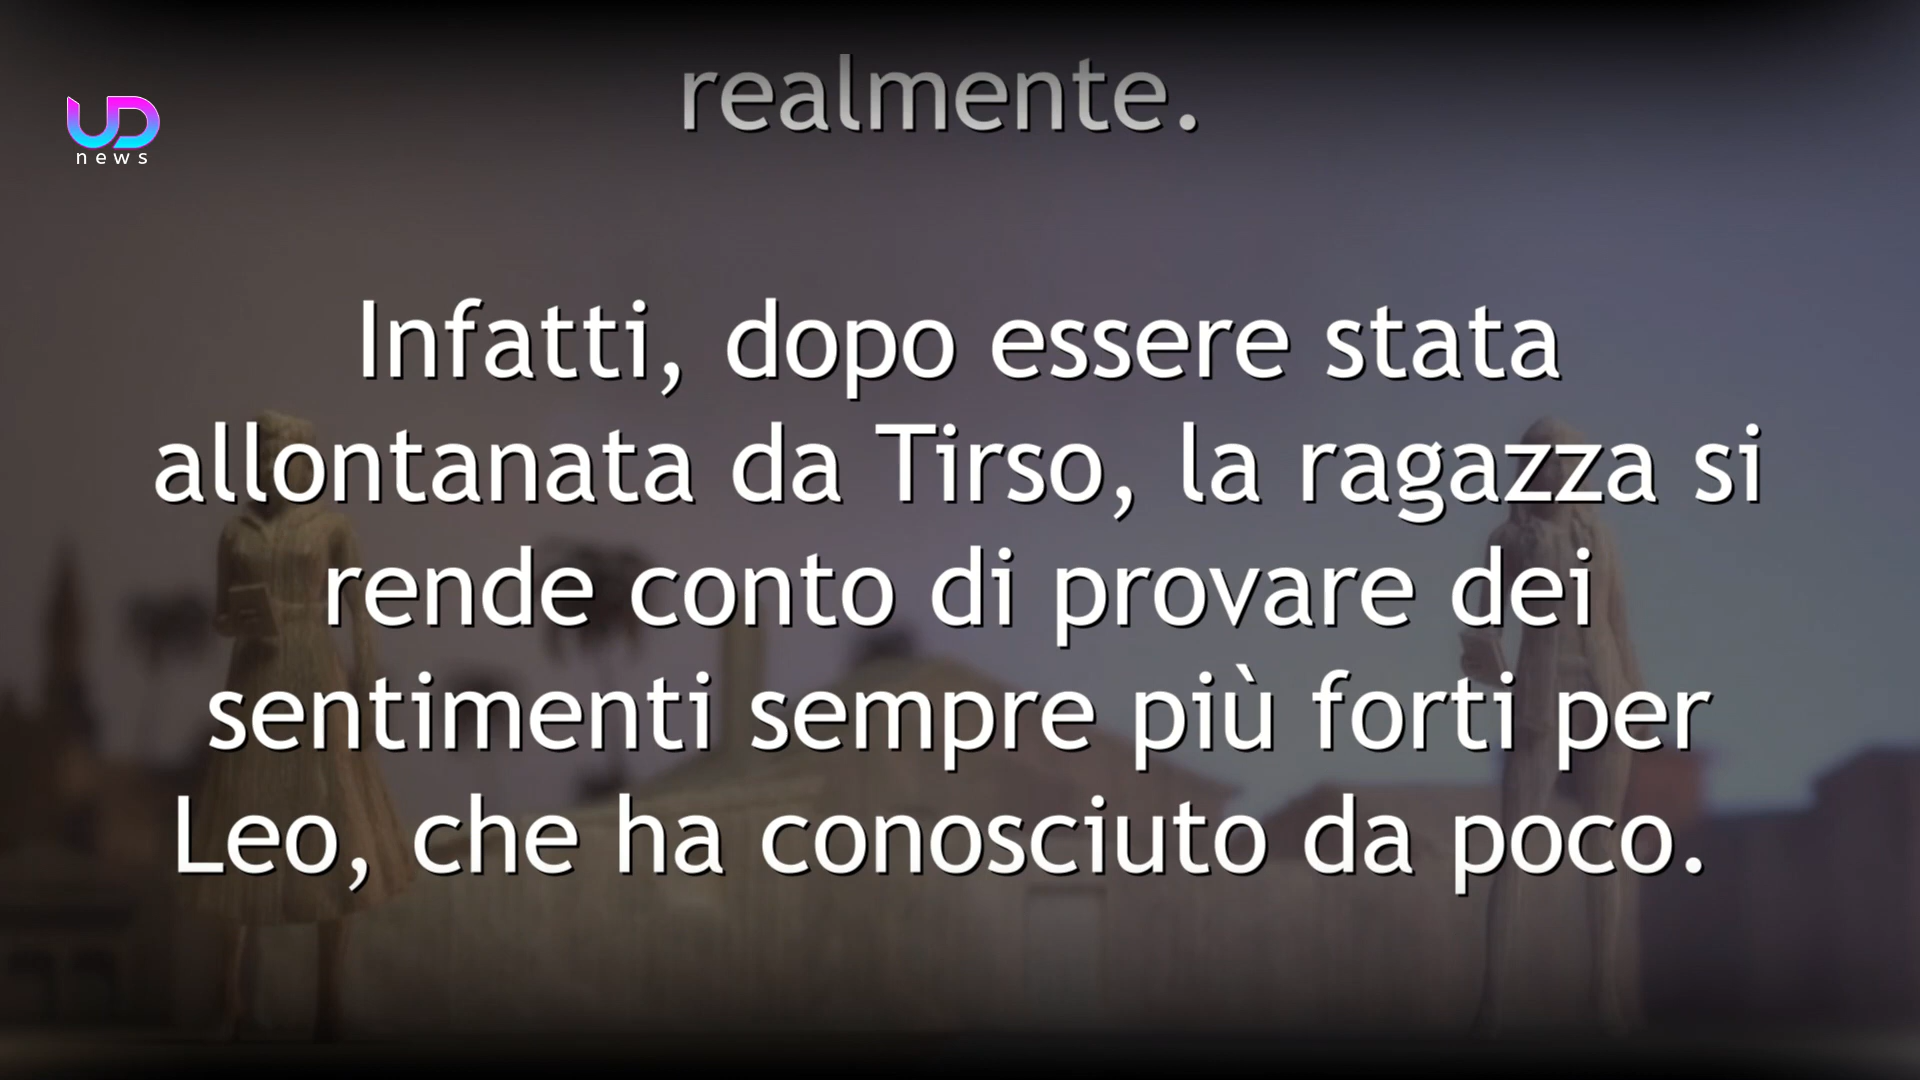 realmente.
UD
news
Infatti, dopo essere stata
allontanata da Tirso, la ragazza si
rende conto di provare dei
sentimenti sempre più forti per
Leo, che ha conosciuto da poco.